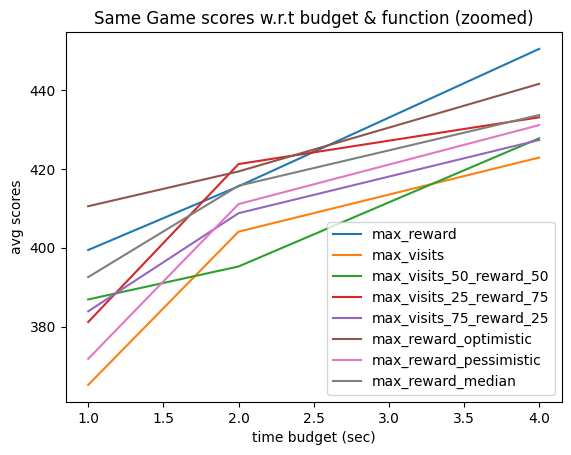 Same Game scores w.r.t budget & function (zoomed)
avg scores
440
420
400
380
1.0
1.5
2.0
2.5
3.0
3.5
4.0
time budget (sec)
max_reward
max_visits
max_visits_50_reward_50
max_visits_25_reward_75
max_visits_75_reward_25
max_reward_optimistic
max_reward_pessimistic
max_reward_median